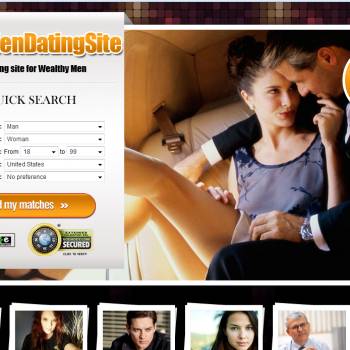 enDatingSite
ng site for Wealthy Men
UICK SEARCH
: Man
: Woman
: From 18 to 99
: United States
: No preference
d my matches »
SECURED